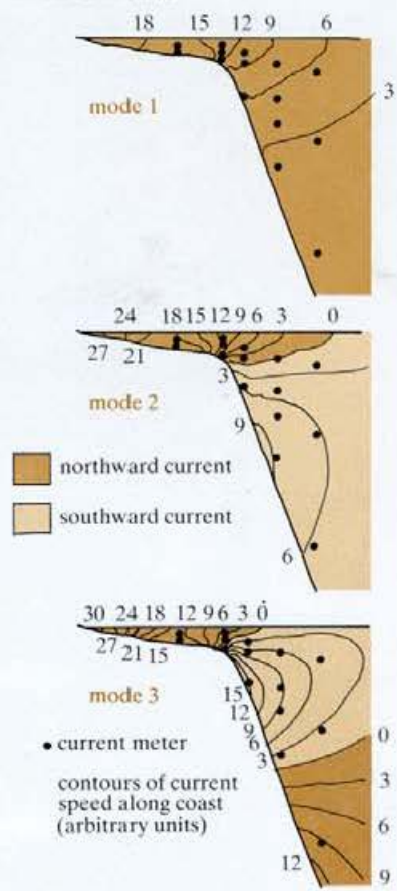 18 15 12 9 6
3
mode 1
24 18 15 12 9 6 3 0
27 21
3
mode 2
9
northward current
southward current
6
30 24 18 12 9 6 3 0
27 21 15
mode 3
15
12
9
6
3
0
current meter
3
contours of current
speed along coast
(arbitrary units)
6
12
9